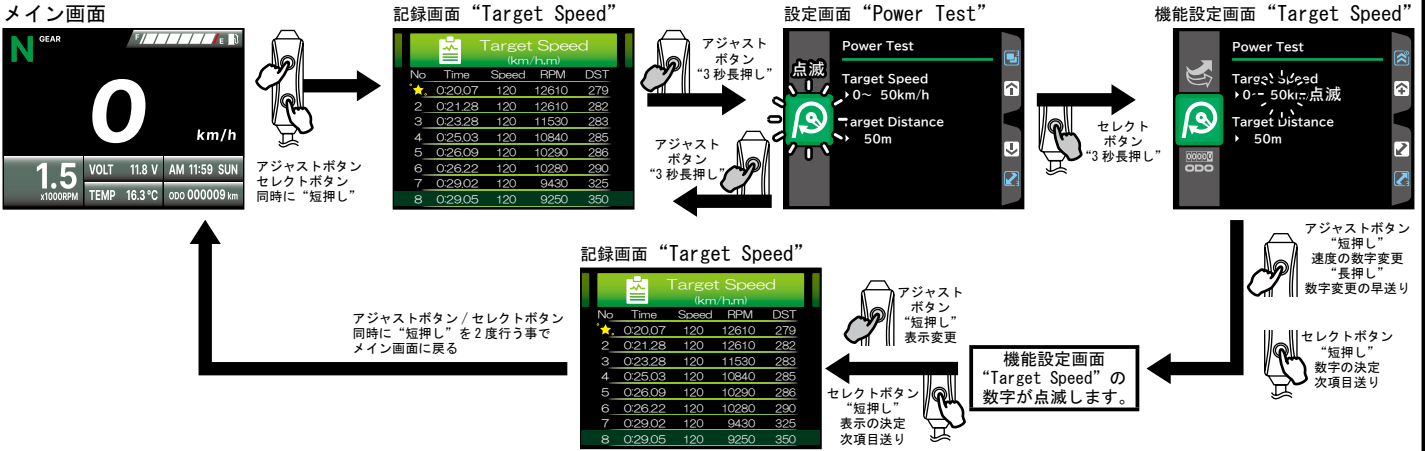 メイン画面
N GEAR
F E
0
km/h
1.5
x1000RPM
VOLT 11.8 V
AM 11:59 SUN
TEMP 16.3℃
ODO 000009 km
アジャストボタン
セレクトボタン
同時に“短押し”
記録画面“Target Speed”
Target Speed
(km/h,m)
No Time Speed RPM DST
0:20.07 120 12610 279
2 0:21.28 120 12610 282
3 0:23.28 120 11530 283
4 0:25.03 120 10840 285
5 0:26.09 120 10290 286
6 0:26.22 120 10280 290
7 0:29.02 120 9430 325
8 0:29.05 120 9250 350
アジャスト
ボタン
“3秒長押し”
アジャスト
ボタン
“3秒長押し”
設定画面“Power Test”
点滅
Power Test
Target Speed
0~ 50km/h
Target Distance
50m
セレクト
ボタン
“3秒長押し”
機能設定画面“Target Speed”
Power Test
Target Speed
0~ 50km点滅
Target Distance
50m
ODO
アジャストボタン
“短押し”
速度の数字変更
“長押し”
数字変更の早送り
セレクトボタン
“短押し”
数字の決定
次項目送り
機能設定画面
“Target Speed”の
数字が点滅します。
アジャスト
ボタン
“短押し”
表示変更
セレクトボタン
“短押し”
表示の決定
次項目送り
記録画面“Target Speed”
Target Speed
(km/h,m)
No Time Speed RPM DST
0:20.07 120 12610 279
2 0:21.28 120 12610 282
3 0:23.28 120 11530 283
4 0:25.03 120 10840 285
5 0:26.09 120 10290 286
6 0:26.22 120 10280 290
7 0:29.02 120 9430 325
8 0:29.05 120 9250 350
アジャストボタン/セレクトボタン
同時に“短押し”を2度行う事で
メイン画面に戻る